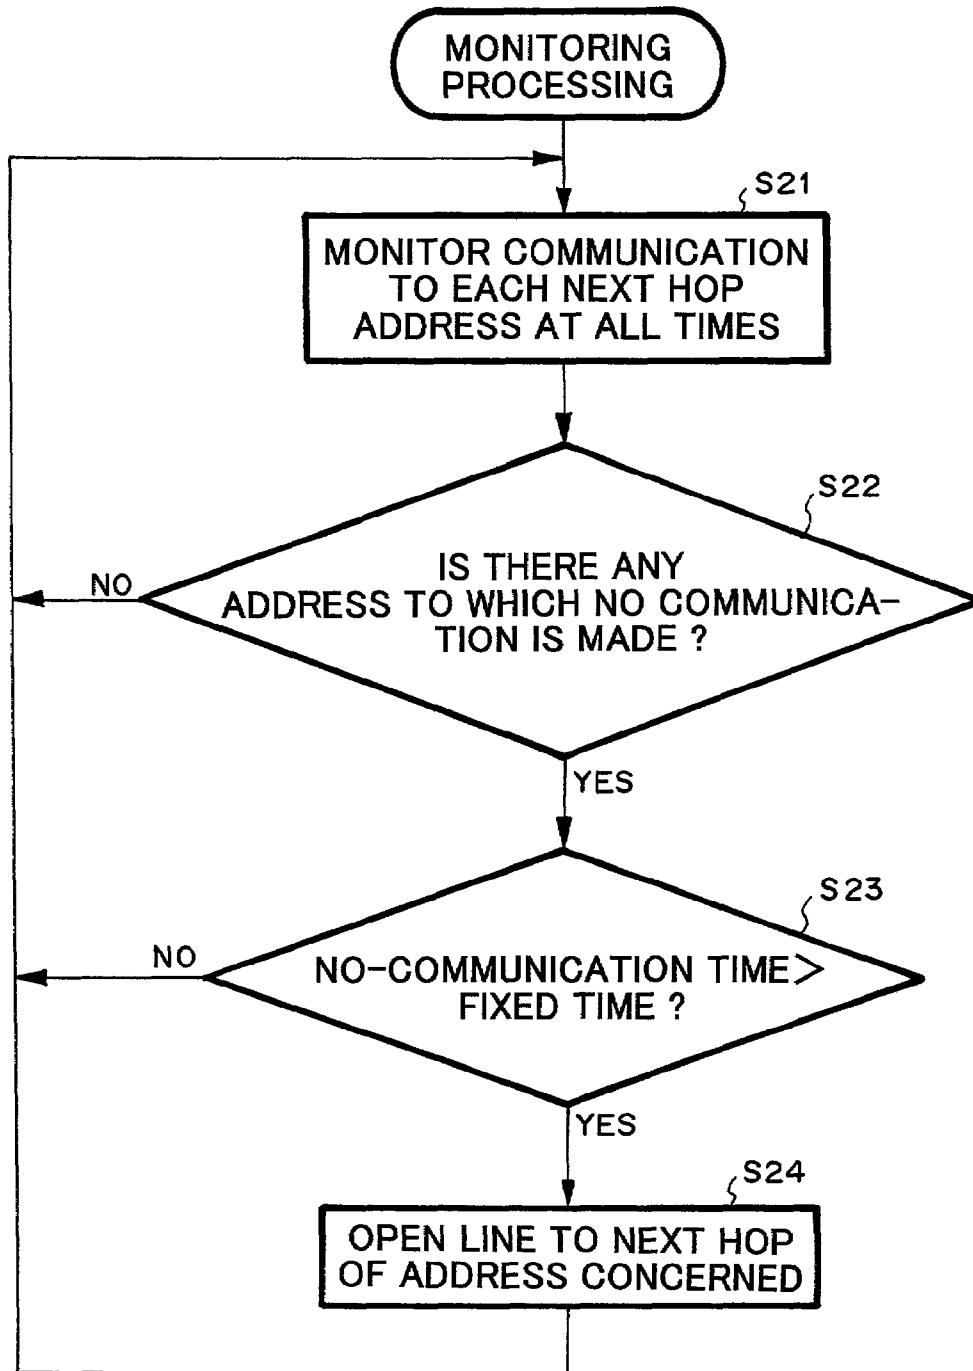 MONITORING
PROCESSING
S21
MONITOR COMMUNICATION
TO EACH NEXT HOP
ADDRESS AT ALL TIMES
S22
IS THERE ANY
ADDRESS TO WHICH NO COMMUNICA-
TION IS MADE ?
NO
YES
S23
NO-COMMUNICATION TIME>
FIXED TIME ?
NO
YES
S24
OPEN LINE TO NEXT HOP
OF ADDRESS CONCERNED